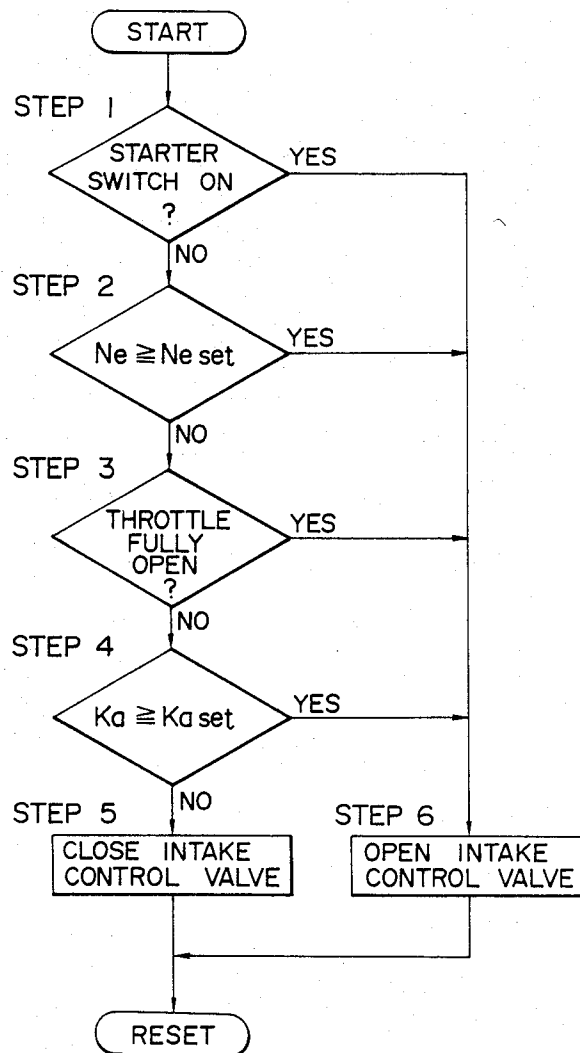 START
STEP 1
STARTER
SWITCH ON
?
YES
NO
STEP 2
Ne ≧ Ne set
YES
NO
STEP 3
THROTTLE
FULLY
OPEN
?
YES
NO
STEP 4
Ka ≧ Ka set
YES
NO
STEP 5
CLOSE INTAKE
CONTROL VALVE
STEP 6
OPEN INTAKE
CONTROL VALVE
RESET